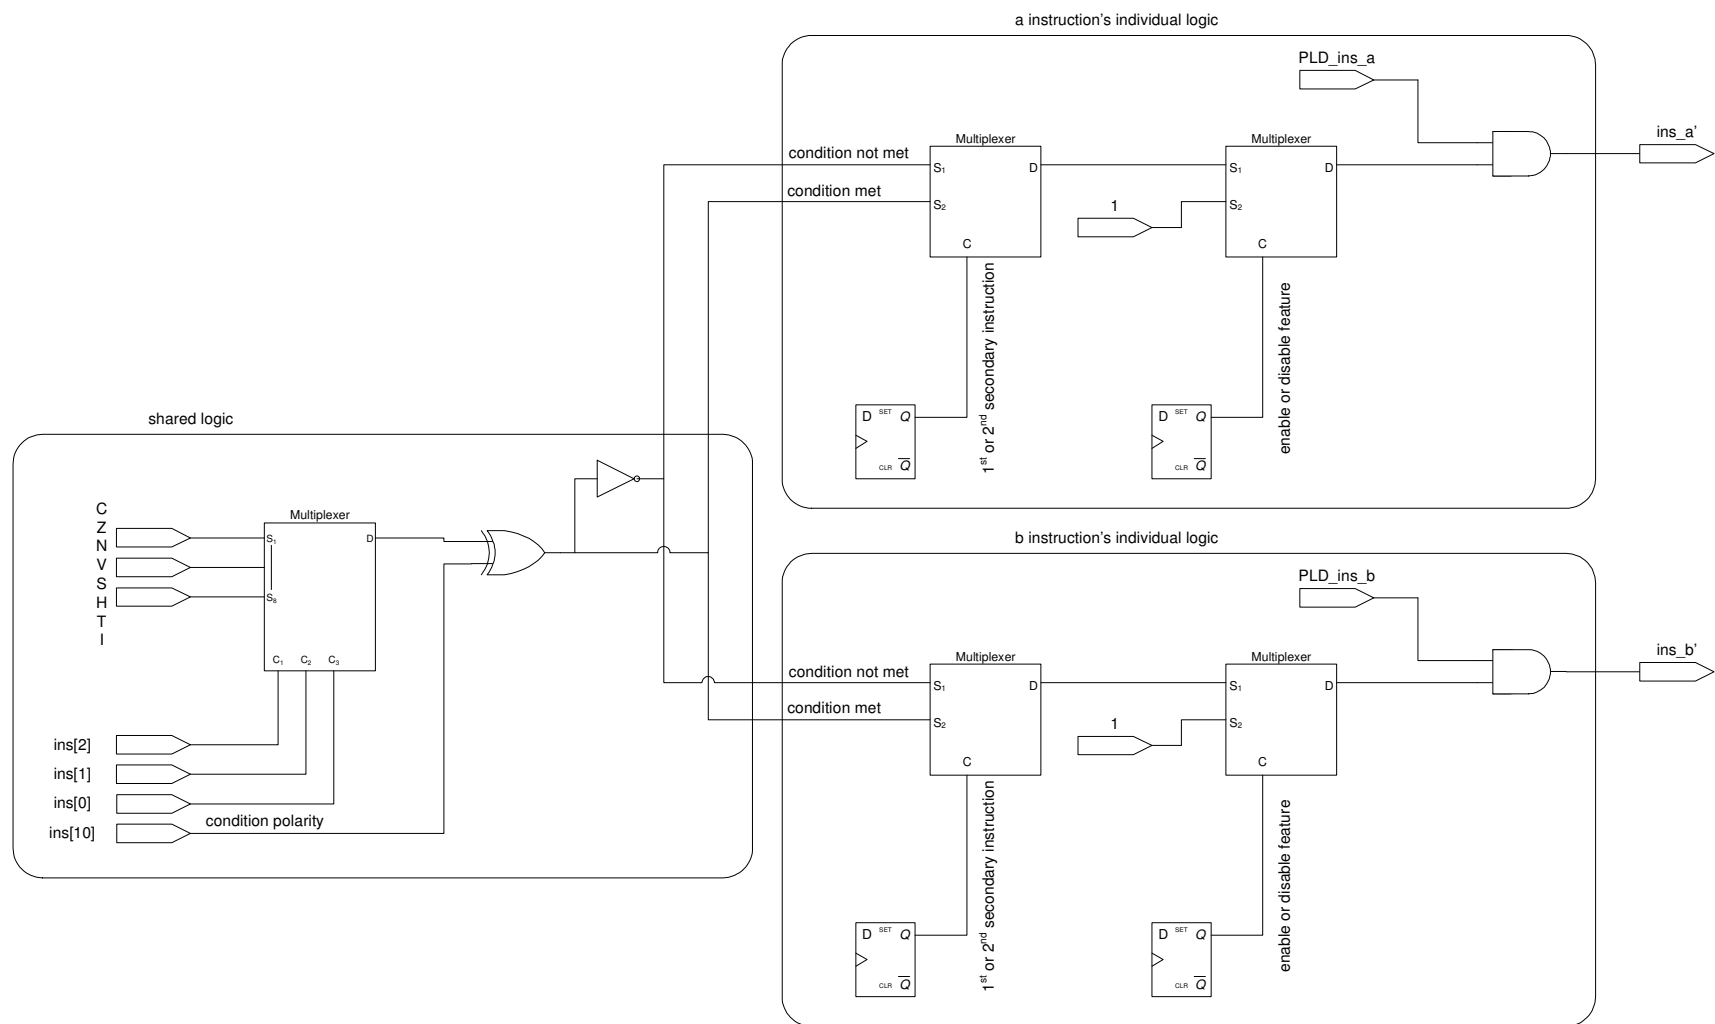 a instruction's individual logic
PLD_ins_a
ins_a'
Multiplexer
Multiplexer
condition not met
S1
D
S1
D
condition met
S2
1
S2
C
C
1st or 2nd secondary instruction
enable or disable feature
D SET Q
CLR Q
D SET Q
CLR Q
shared logic
C
Z
N
V
S
H
T
I
Multiplexer
S1
D
S8
C1 C2 C3
ins[2]
ins[1]
ins[0]
ins[10]
condition polarity
b instruction's individual logic
PLD_ins_b
ins_b'
Multiplexer
Multiplexer
condition not met
S1
D
S1
D
condition met
S2
1
S2
C
C
1st or 2nd secondary instruction
enable or disable feature
D SET Q
CLR Q
D SET Q
CLR Q